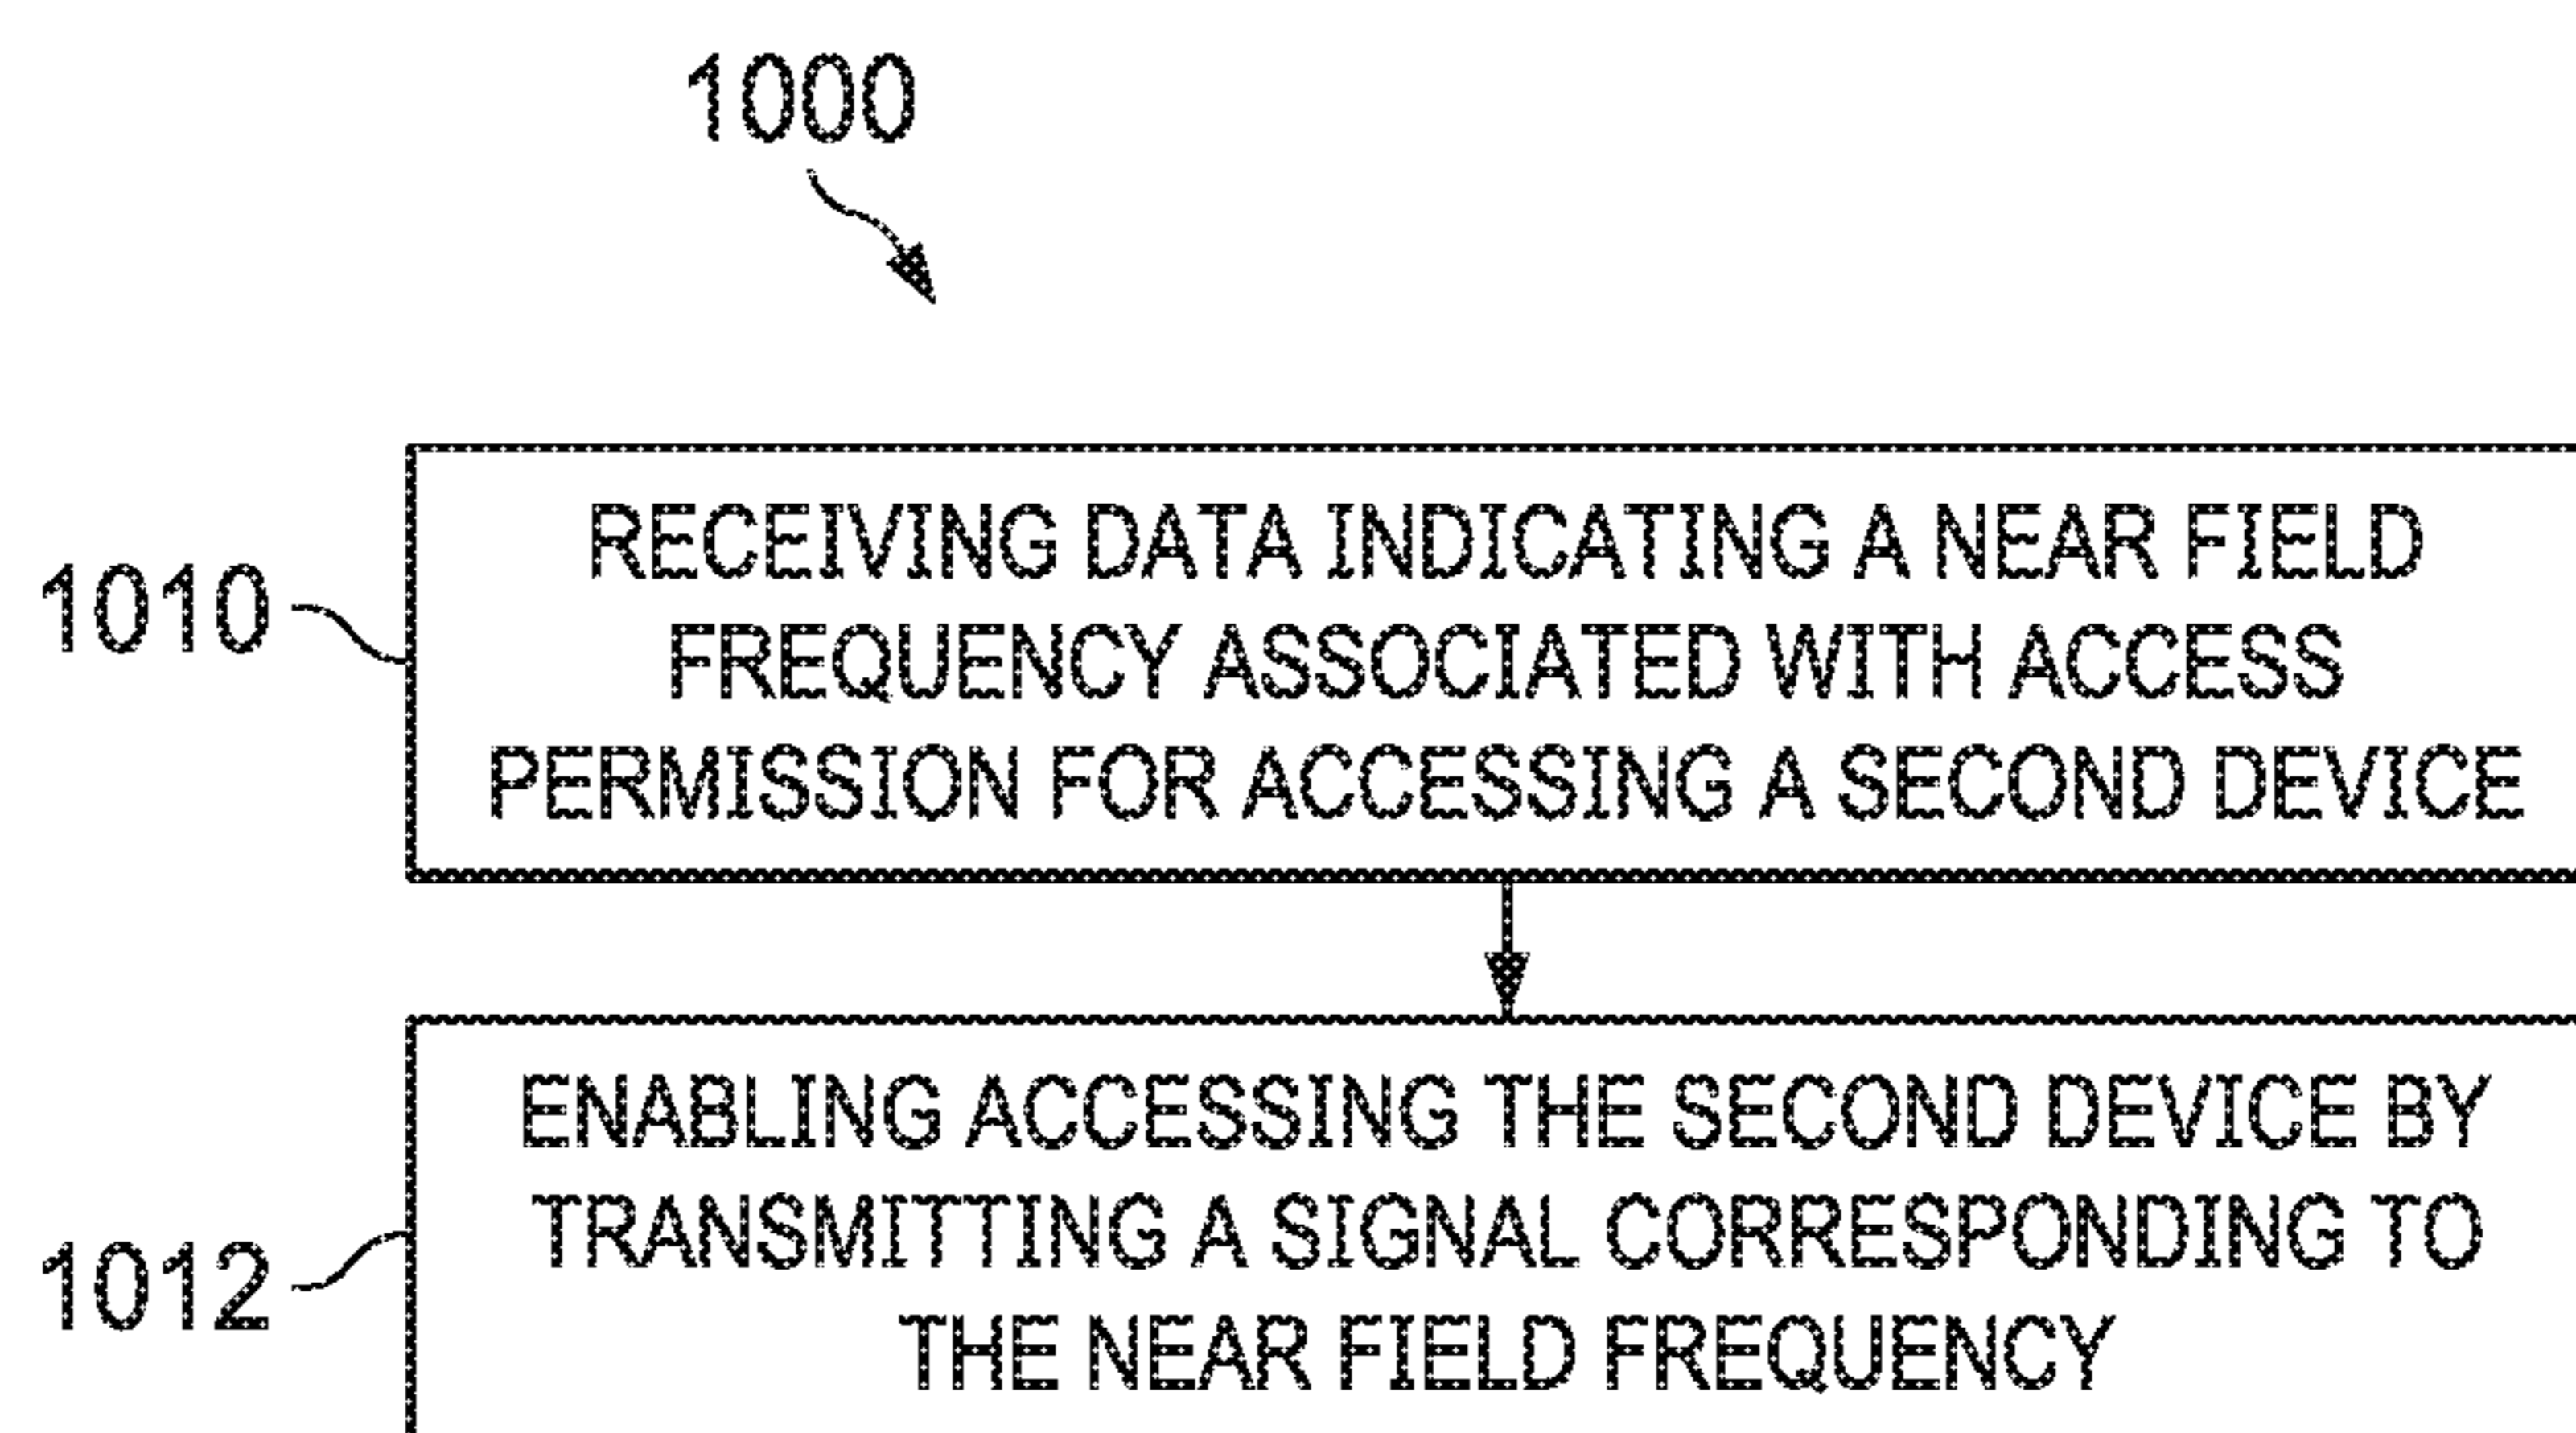 1000
1010
RECEIVING DATA INDICATING A NEAR FIELD
FREQUENCY ASSOCIATED WITH ACCESS
PERMISSION FOR ACCESSING A SECOND DEVICE
1012
ENABLING ACCESSING THE SECOND DEVICE BY
TRANSMITTING A SIGNAL CORRESPONDING TO
THE NEAR FIELD FREQUENCY